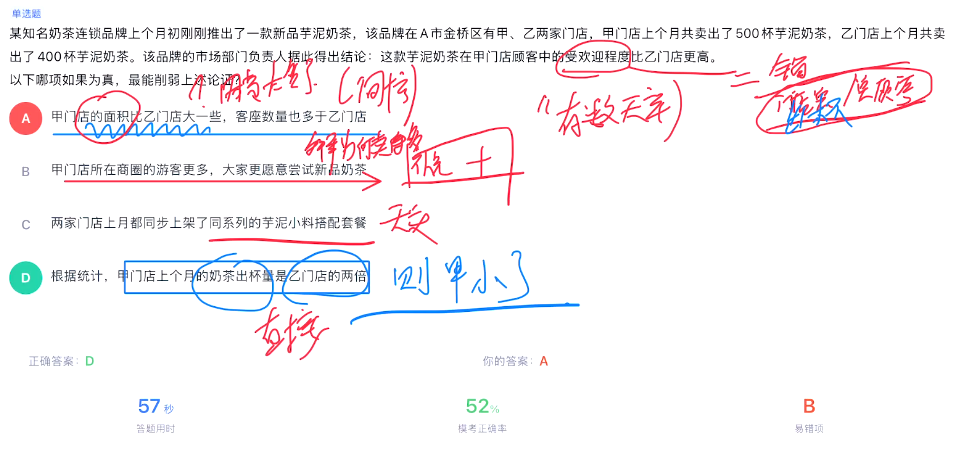 单选题
某知名奶茶连锁品牌上个月初刚刚推出了一款新品芋泥奶茶，该品牌在A市金桥区有甲、乙两家门店，甲门店上个月共卖出了500杯芋泥奶茶，乙门店上个月共卖
出了400杯芋泥奶茶。该品牌的市场部门负责人据此得出结论：这款芋泥奶茶在甲门店顾客中的受欢迎程度比乙门店更高。
以下哪项如果为真，最能削弱上述论证？
A 甲门店的面积比乙门店大一些，客座数量也多于乙门店
B 甲门店所在商圈的游客更多，大家更愿意尝试新品奶茶
C 两家门店上月都同步上架了同系列的芋泥小料搭配套餐
无关
D 根据统计，甲门店上个月的奶茶出杯量是乙门店的两倍
则甲小了
直接
正确答案：D
你的答案：A
57秒
52%
B
答题用时
模考正确率
易错项